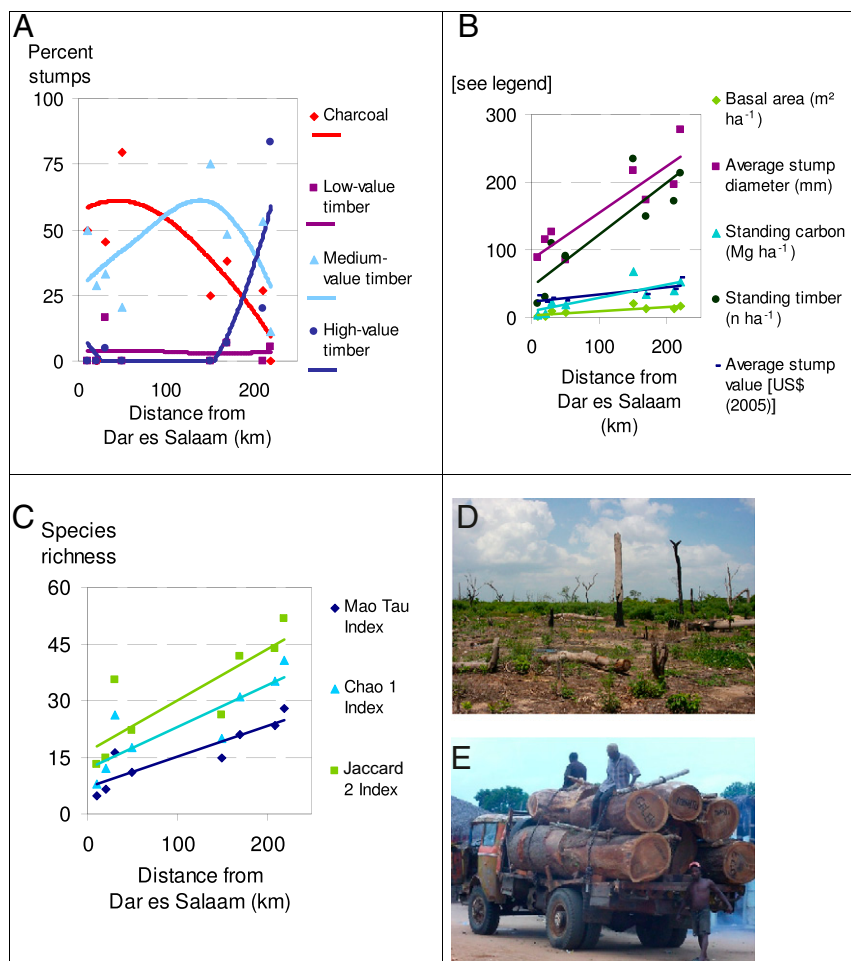 A
Percent
stumps
100
75
50
25
0
0
100
200
Distance from
Dar es Salaam (km)
Charcoal
Low-value
timber
Medium-
value timber
High-value
timber
B
[see legend]
300
200
100
0
0
100
200
Distance from
Dar es Salaam
(km)
Basal area (m²
ha⁻¹)
Average stump
diameter (mm)
Standing carbon
(Mg ha⁻¹)
Standing timber
(n ha⁻¹)
Average stump
value [US$
(2005)]
C
Species
richness
60
45
30
15
0
0
100
200
Distance from
Dar es Salaam (km)
Mao Tau
Index
Chao 1
Index
Jaccard
2 Index
D
E